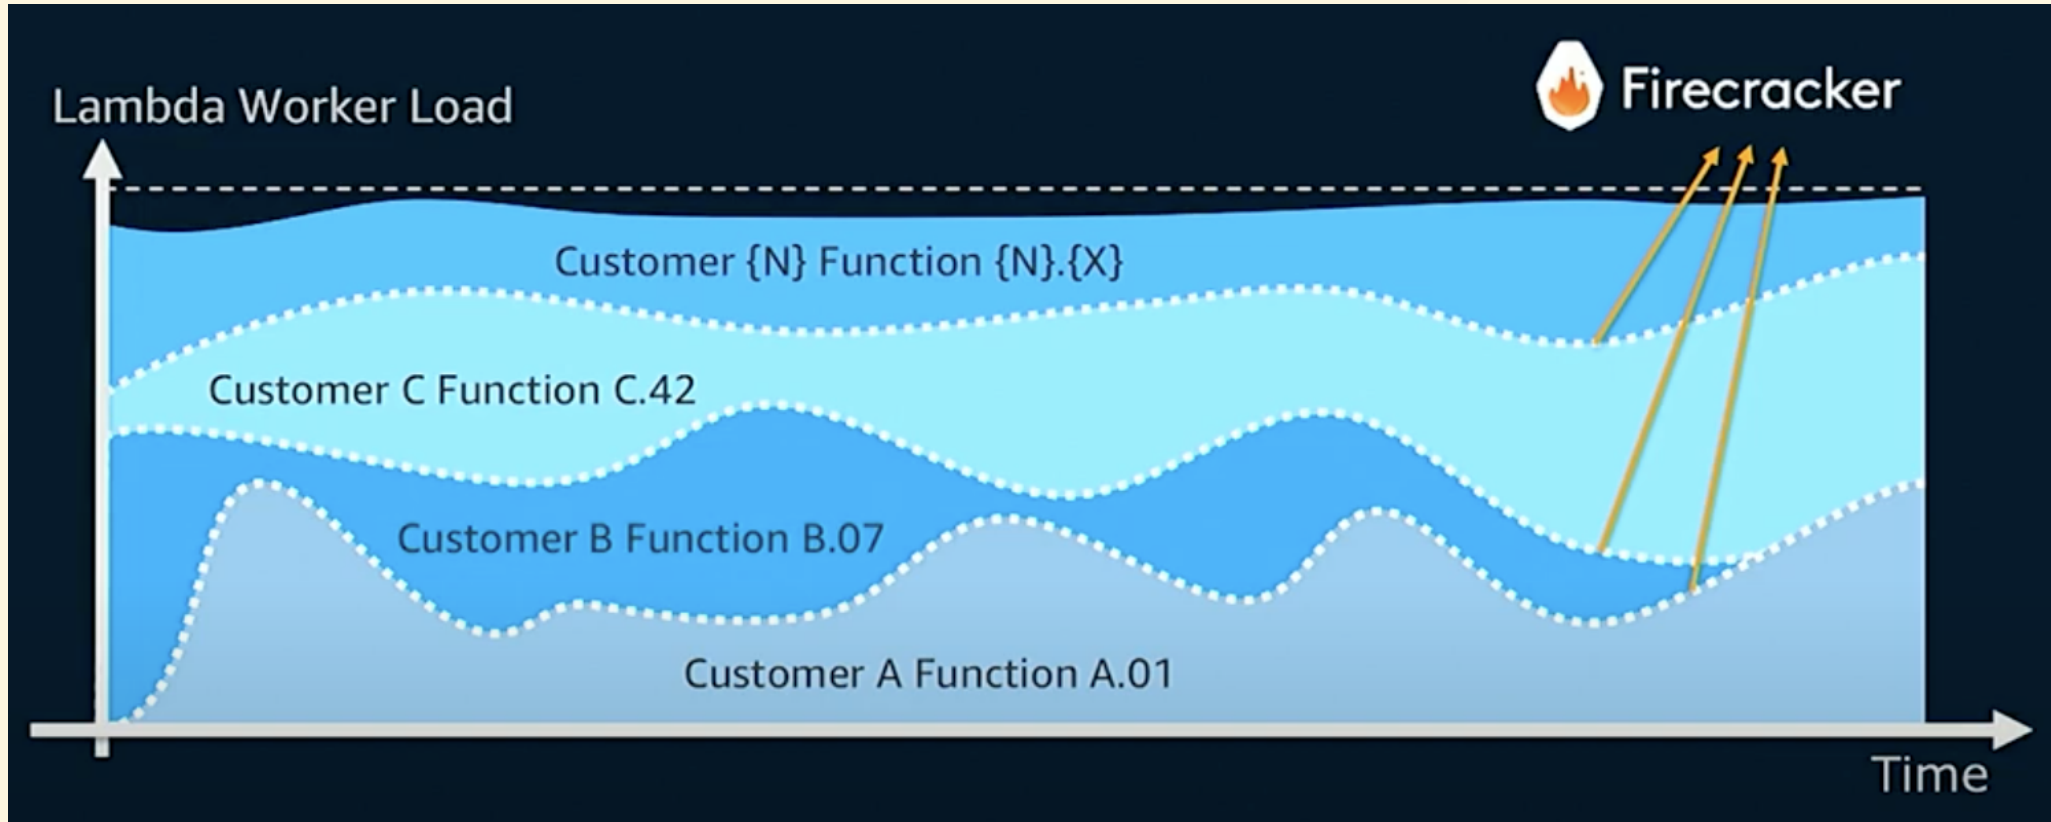 Firecracker
Lambda Worker Load
Customer {N} Function {N}.{X}
Customer C Function C.42
Customer B Function B.07
Customer A Function A.01
Time